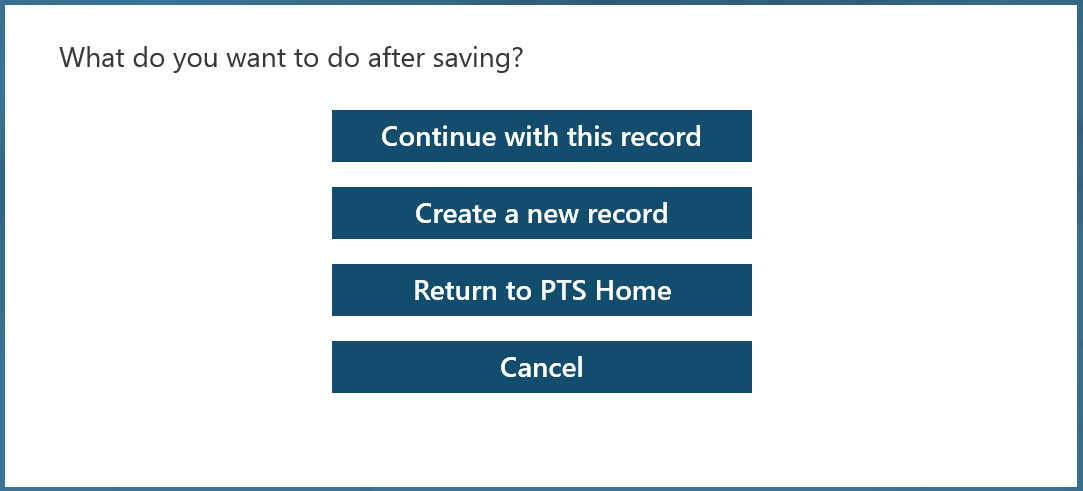 What do you want to do after saving?
Continue with this record
Create a new record
Return to PTS Home
Cancel